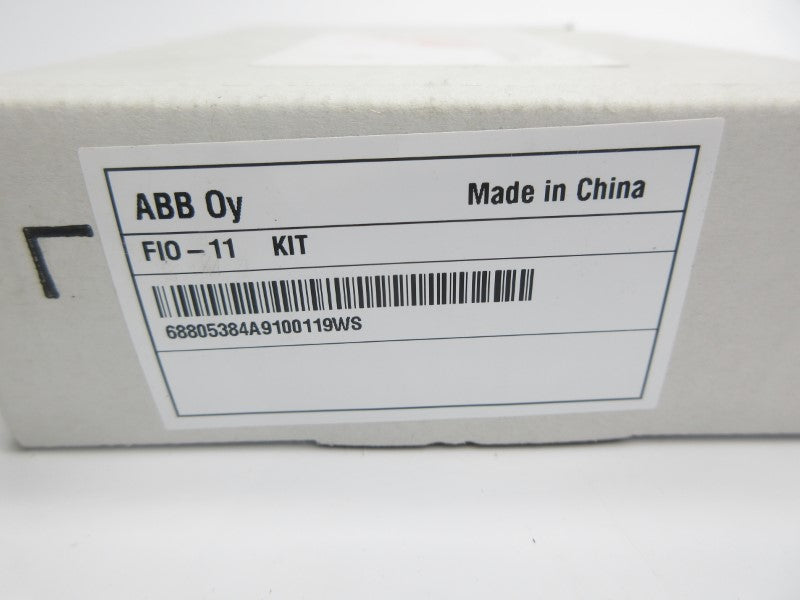 ABB Oy Made in China
FIO-11 KIT
68805384A9100119WS